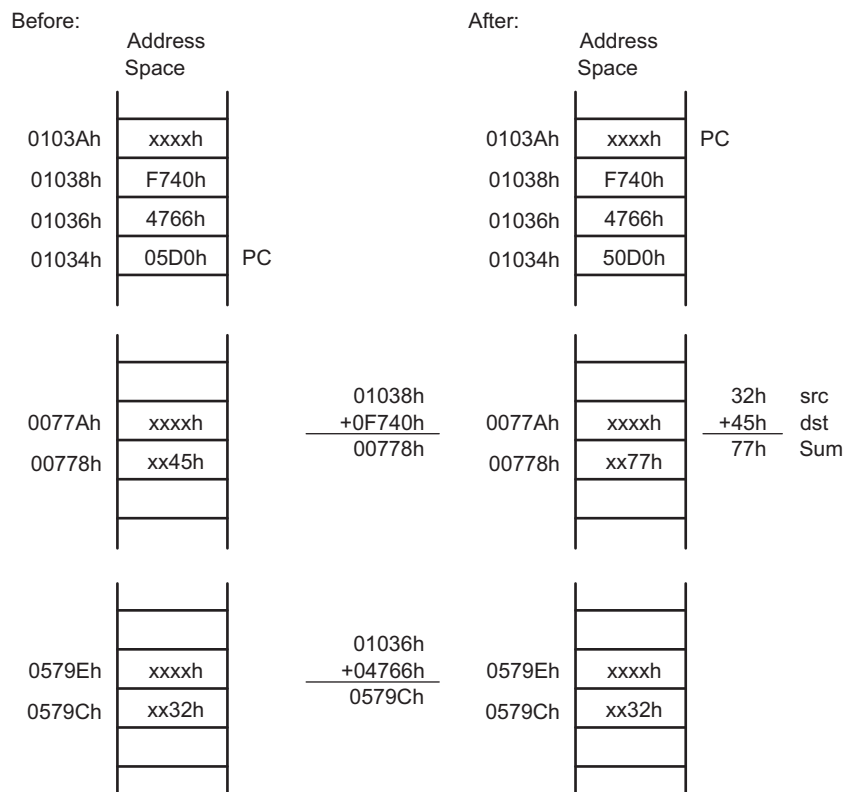 Before:
After:
Address
Space
Address
Space
0103Ah xxxxh
0103Ah xxxxh PC
01038h F740h
01038h F740h
01036h 4766h
01036h 4766h
01034h 05D0h PC
01034h 50D0h
01038h
32h src
0077Ah xxxxh
+0F740h
0077Ah xxxxh
+45h dst
00778h
77h Sum
00778h xx45h
00778h xx77h
01036h
0579Eh xxxxh
+04766h
0579Eh xxxxh
0579Ch
0579Ch xx32h
0579Ch xx32h